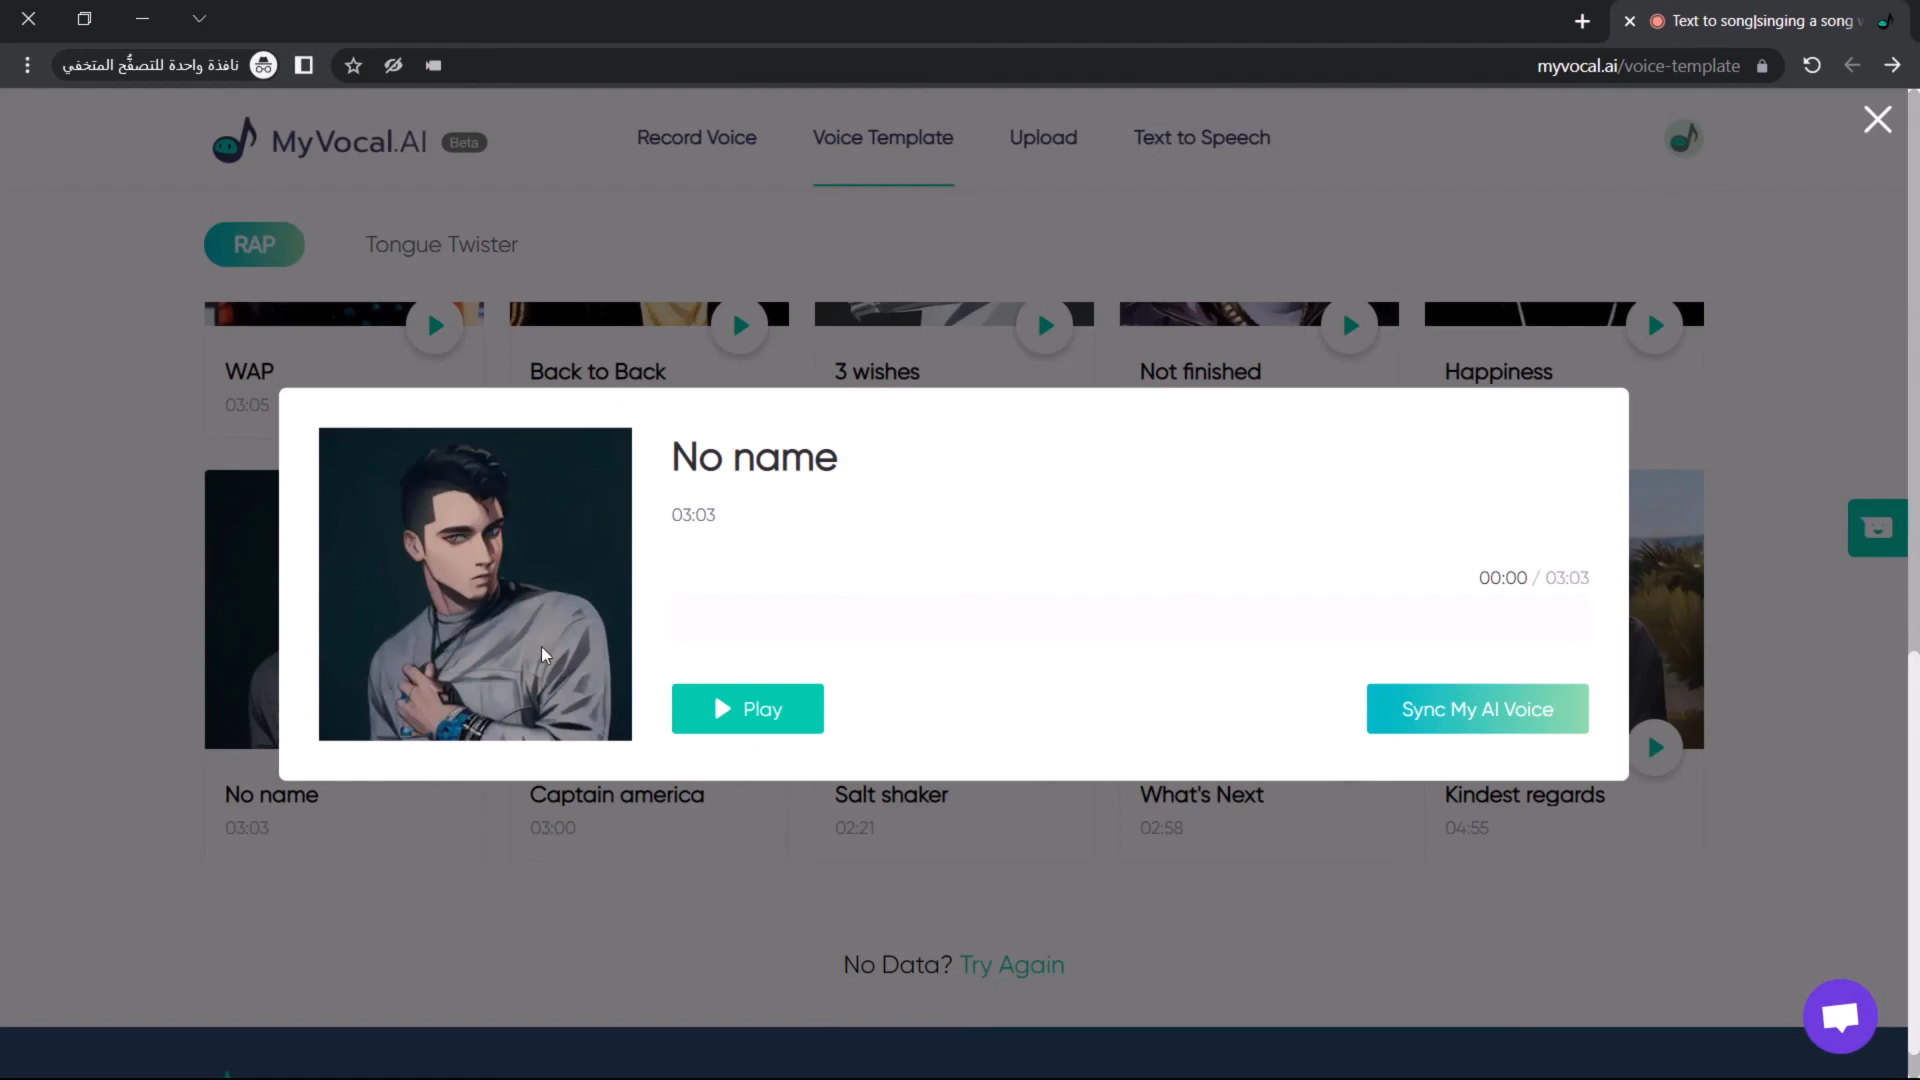 Text to song|singing a song
نافذة واحدة للتصفُّح المتخفي
myvocal.ai/voice-template
MyVocal.AI Beta
Record Voice
Voice Template
Upload
Text to Speech
RAP
Tongue Twister
WAP
Back to Back
3 wishes
Not finished
Happiness
03:05
No name
03:03
00:00 / 03:03
Play
Sync My AI Voice
No name
Captain america
Salt shaker
What's Next
Kindest regards
03:03
03:00
02:21
02:58
04:55
No Data? Try Again